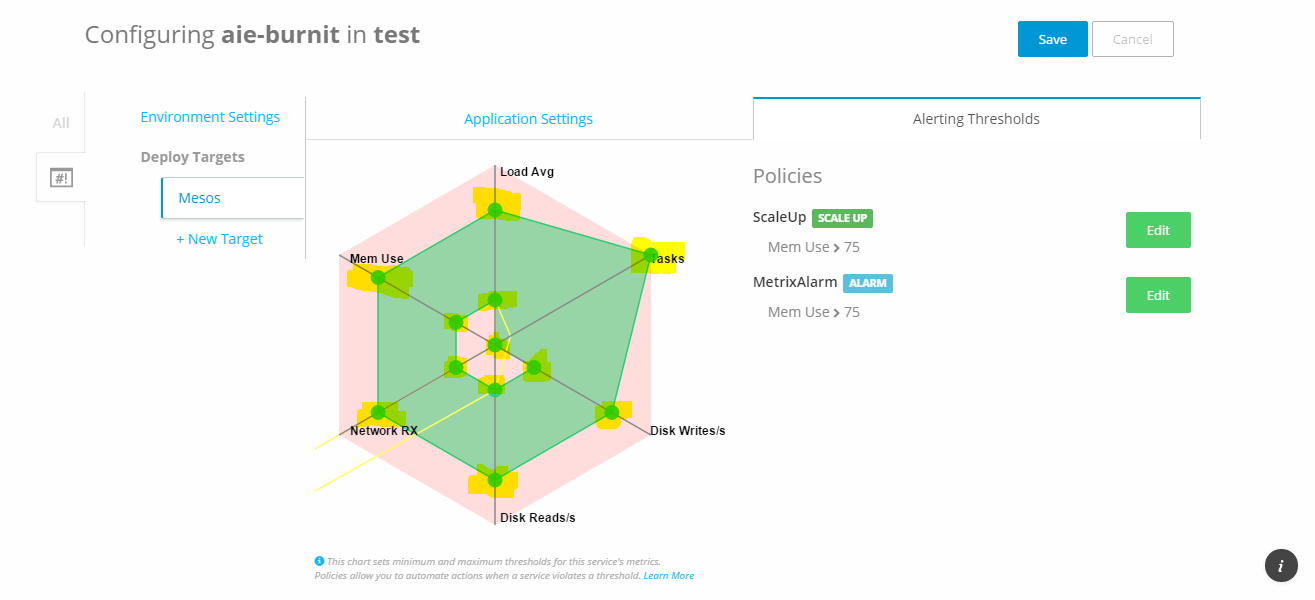 Configuring aie-burnit in test
Save
Cancel
All
#!
Environment Settings
Deploy Targets
Mesos
+ New Target
Application Settings
Alerting Thresholds
Load Avg
Tasks
Mem Use
Network RX
Disk Writes/s
Disk Reads/s
Policies
ScaleUp SCALE UP
Mem Use > 75
Edit
MetrixAlarm ALARM
Mem Use > 75
Edit
This chart sets minimum and maximum thresholds for this service's metrics.
Policies allow you to automate actions when a service violates a threshold. Learn More
i